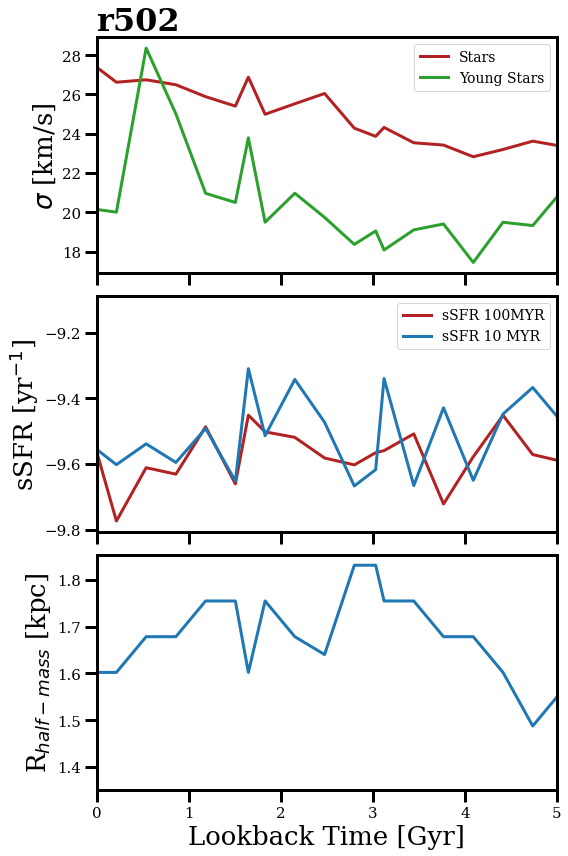 r502
28
26
24
22
20
18
σ [km/s]
Stars
Young Stars
−9.2
−9.4
−9.6
−9.8
sSFR [yr⁻¹]
sSFR 100MYR
sSFR 10 MYR
1.8
1.7
1.6
1.5
1.4
R_{half−mass} [kpc]
0 1 2 3 4 5
Lookback Time [Gyr]